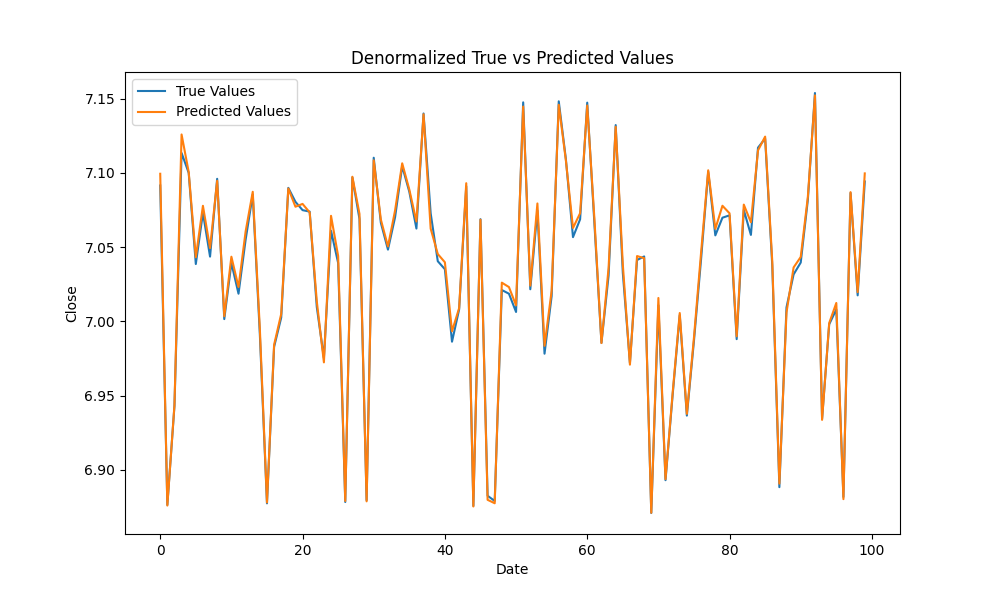 Denormalized True vs Predicted Values
True Values
Predicted Values
Close
7.15
7.10
7.05
7.00
6.95
6.90
0 20 40 60 80 100
Date